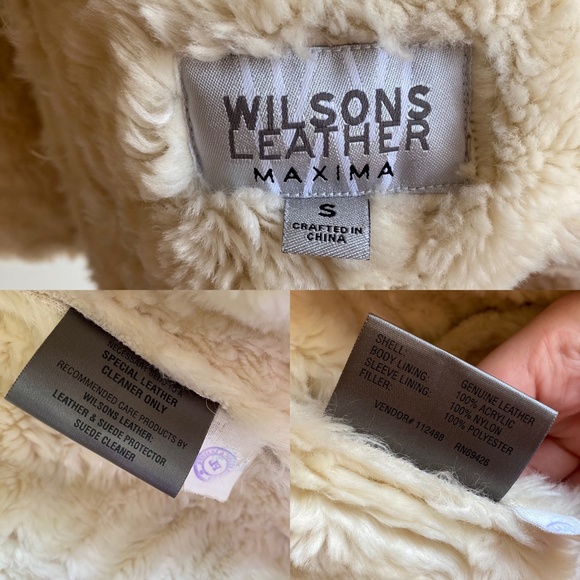 WILSONS
LEATHER
MAXIMA
S
CRAFTED IN
CHINA
SPECIAL LEATHER
CLEANER ONLY
RECOMMENDED CARE PRODUCTS BY
WILSONS LEATHER:
LEATHER & SUEDE PROTECTOR
SUEDE CLEANER
SHELL: GENUINE LEATHER
BODY LINING: 100% ACRYLIC
SLEEVE LINING: 100% NYLON
FILLER: 100% POLYESTER
VENDOR# 112488 RN69426